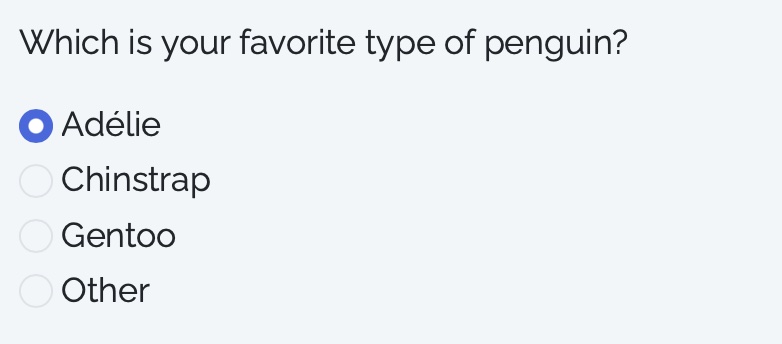 Which is your favorite type of penguin?
Adélie
Chinstrap
Gentoo
Other